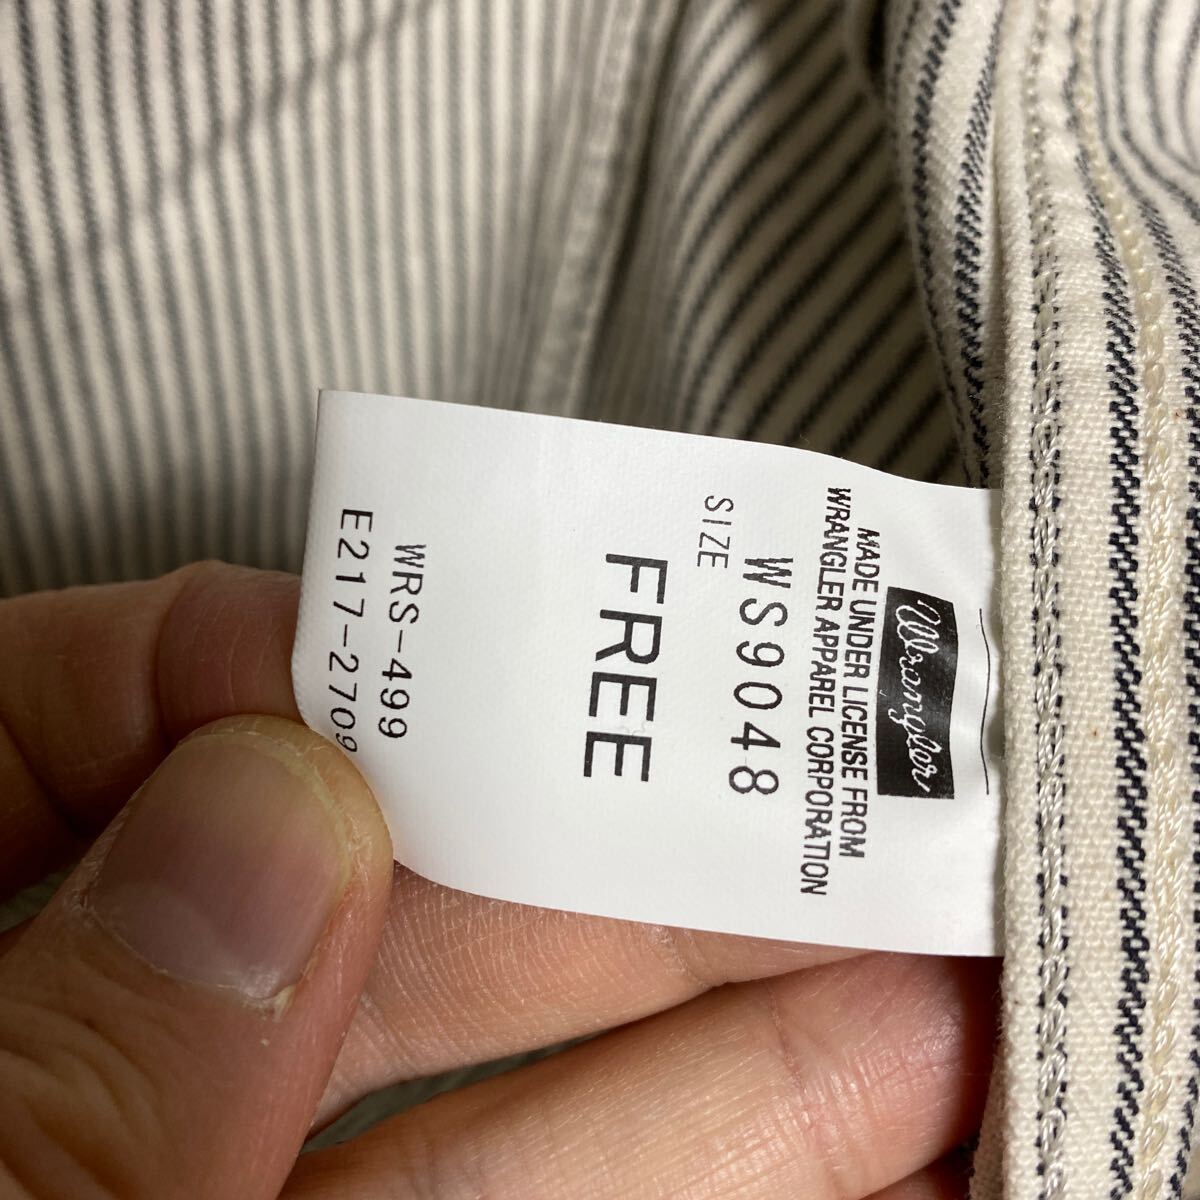 Wrangler
MADE UNDER LICENSE FROM
WRANGLER APPAREL CORPORATION
WS9048
SIZE
FREE
WRS-499
E217-2709